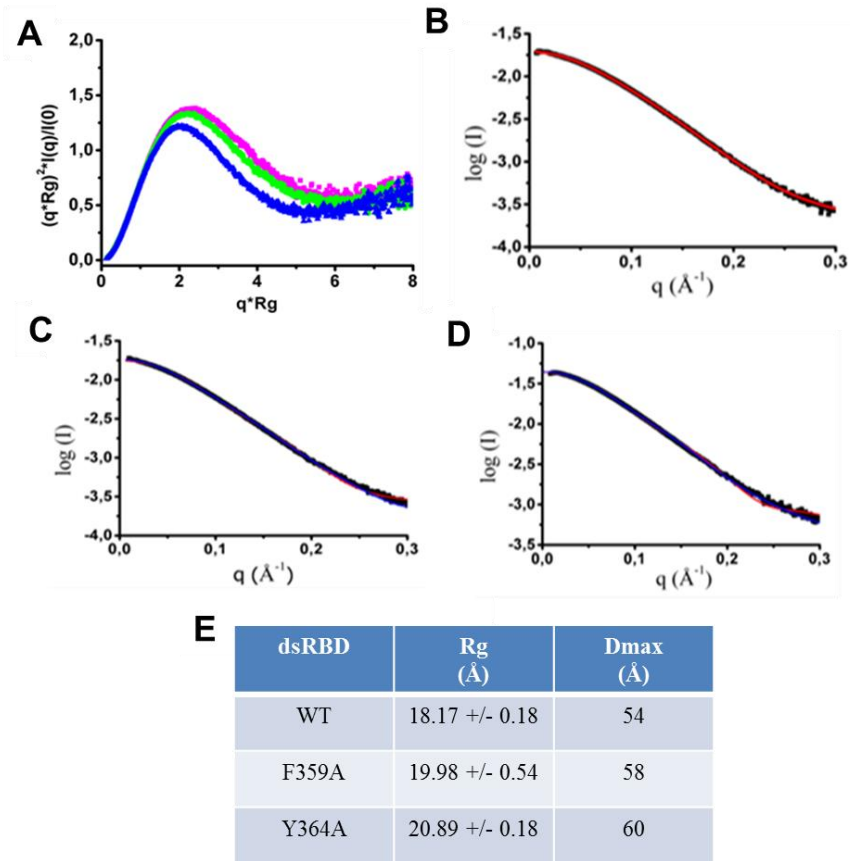 A
2,0
1,5
1,0
0,5
0,0
(q*Rg)²*I(q)/I(0)
0
2
4
6
8
q*Rg
B
-1,5
-2,0
-2,5
-3,0
-3,5
-4,0
log (I)
0,0
0,1
0,2
0,3
q (Å⁻¹)
C
-1,5
-2,0
-2,5
-3,0
-3,5
-4,0
log (I)
0,0
0,1
0,2
0,3
q (Å⁻¹)
D
-1,0
-1,5
-2,0
-2,5
-3,0
-3,5
log (I)
0,0
0,1
0,2
0,3
q (Å⁻¹)
E
dsRBD Rg Dmax
(Å) (Å)
WT 18.17 +/- 0.18 54
F359A 19.98 +/- 0.54 58
Y364A 20.89 +/- 0.18 60